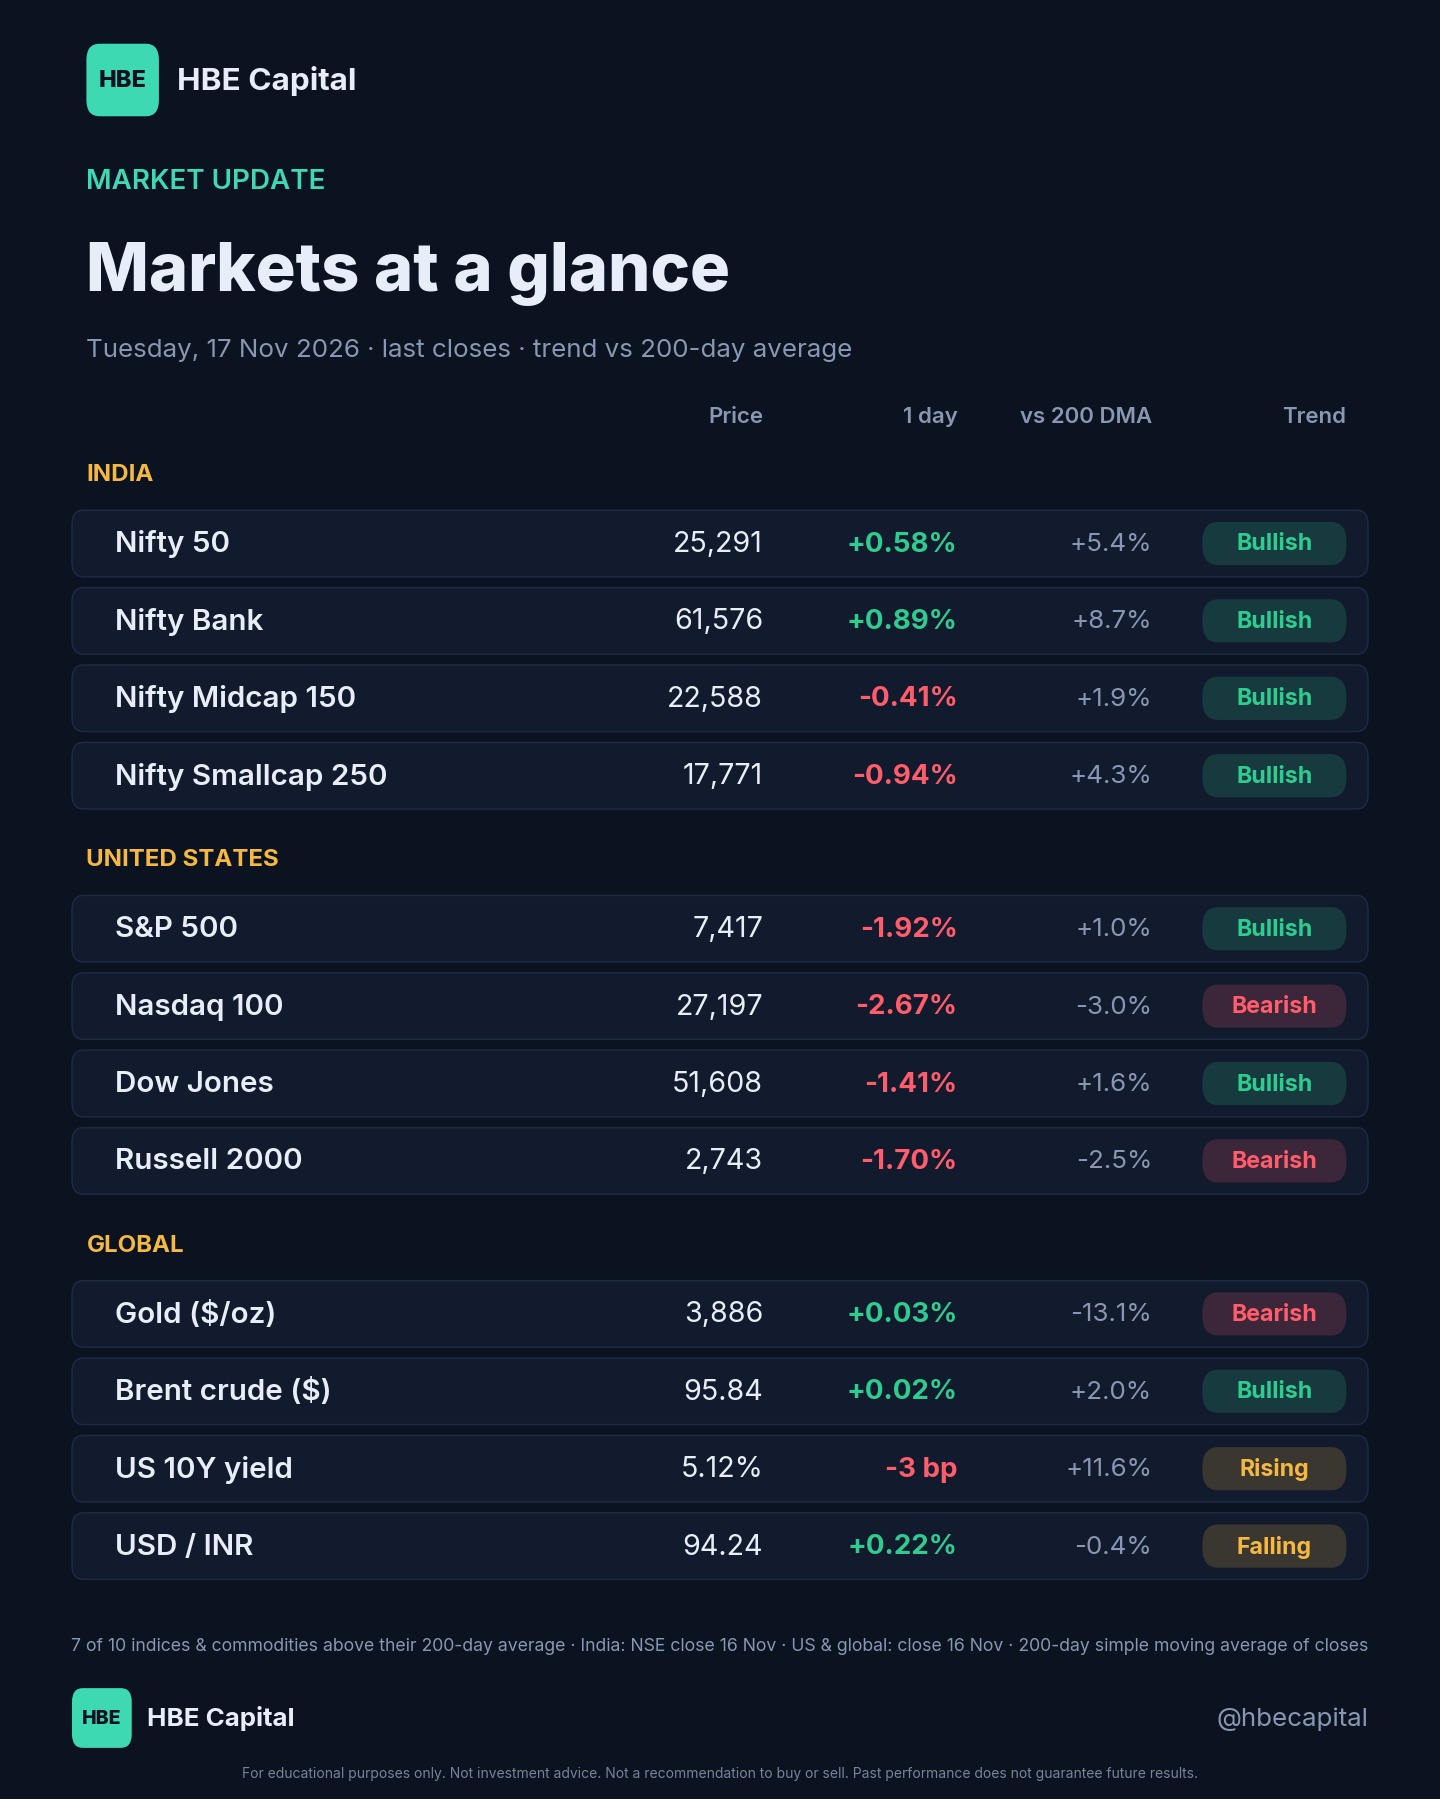 HBE HBE Capital
MARKET UPDATE
Markets at a glance
Tuesday, 17 Nov 2026 · last closes · trend vs 200-day average
Price 1 day vs 200 DMA Trend
INDIA
Nifty 50 25,291 +0.58% +5.4% Bullish
Nifty Bank 61,576 +0.89% +8.7% Bullish
Nifty Midcap 150 22,588 -0.41% +1.9% Bullish
Nifty Smallcap 250 17,771 -0.94% +4.3% Bullish
UNITED STATES
S&P 500 7,417 -1.92% +1.0% Bullish
Nasdaq 100 27,197 -2.67% -3.0% Bearish
Dow Jones 51,608 -1.41% +1.6% Bullish
Russell 2000 2,743 -1.70% -2.5% Bearish
GLOBAL
Gold ($/oz) 3,886 +0.03% -13.1% Bearish
Brent crude ($) 95.84 +0.02% +2.0% Bullish
US 10Y yield 5.12% -3 bp +11.6% Rising
USD / INR 94.24 +0.22% -0.4% Falling
7 of 10 indices & commodities above their 200-day average · India: NSE close 16 Nov · US & global: close 16 Nov · 200-day simple moving average of closes
HBE HBE Capital @hbecapital
For educational purposes only. Not investment advice. Not a recommendation to buy or sell. Past performance does not guarantee future results.